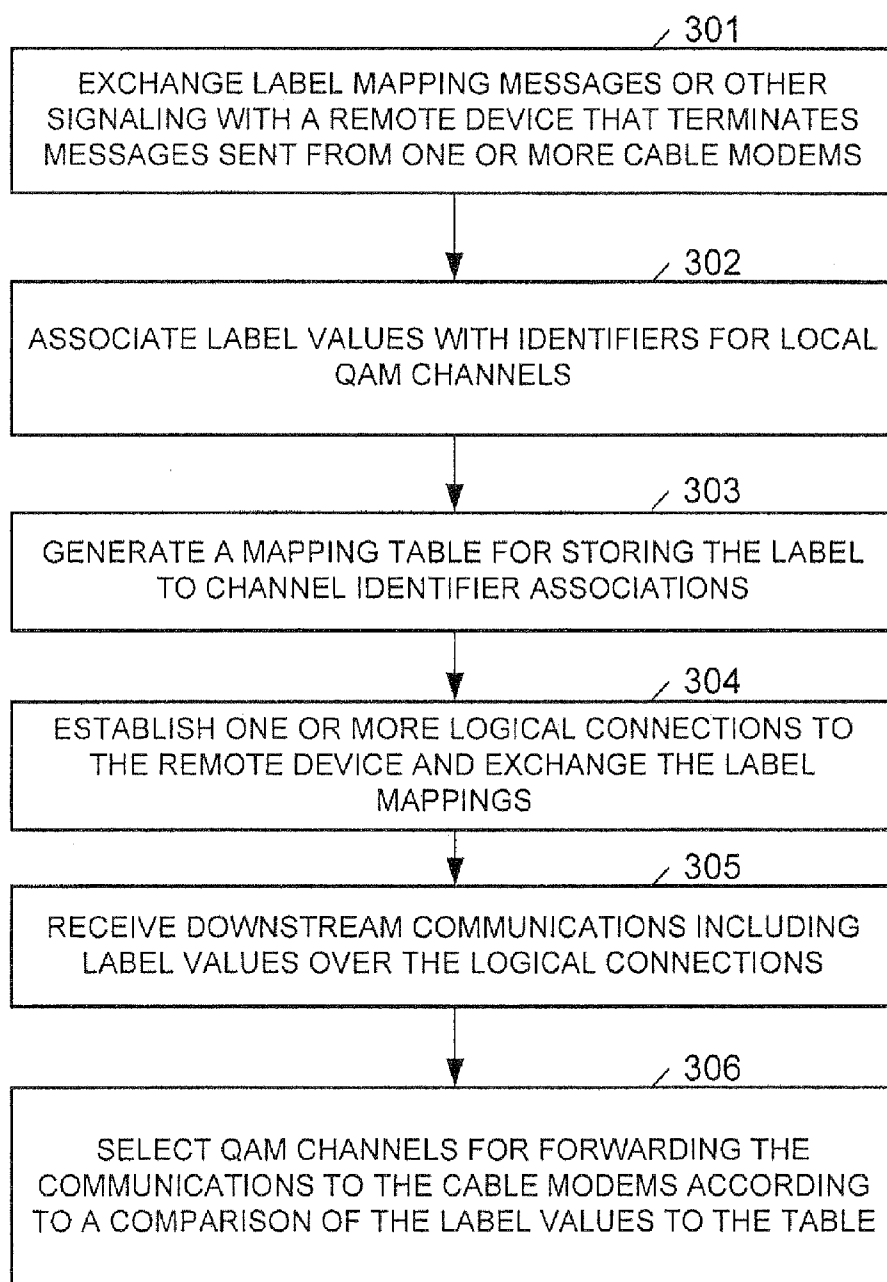 301
EXCHANGE LABEL MAPPING MESSAGES OR OTHER
SIGNALING WITH A REMOTE DEVICE THAT TERMINATES
MESSAGES SENT FROM ONE OR MORE CABLE MODEMS
302
ASSOCIATE LABEL VALUES WITH IDENTIFIERS FOR LOCAL
QAM CHANNELS
303
GENERATE A MAPPING TABLE FOR STORING THE LABEL
TO CHANNEL IDENTIFIER ASSOCIATIONS
304
ESTABLISH ONE OR MORE LOGICAL CONNECTIONS TO
THE REMOTE DEVICE AND EXCHANGE THE LABEL
MAPPINGS
305
RECEIVE DOWNSTREAM COMMUNICATIONS INCLUDING
LABEL VALUES OVER THE LOGICAL CONNECTIONS
306
SELECT QAM CHANNELS FOR FORWARDING THE
COMMUNICATIONS TO THE CABLE MODEMS ACCORDING
TO A COMPARISON OF THE LABEL VALUES TO THE TABLE